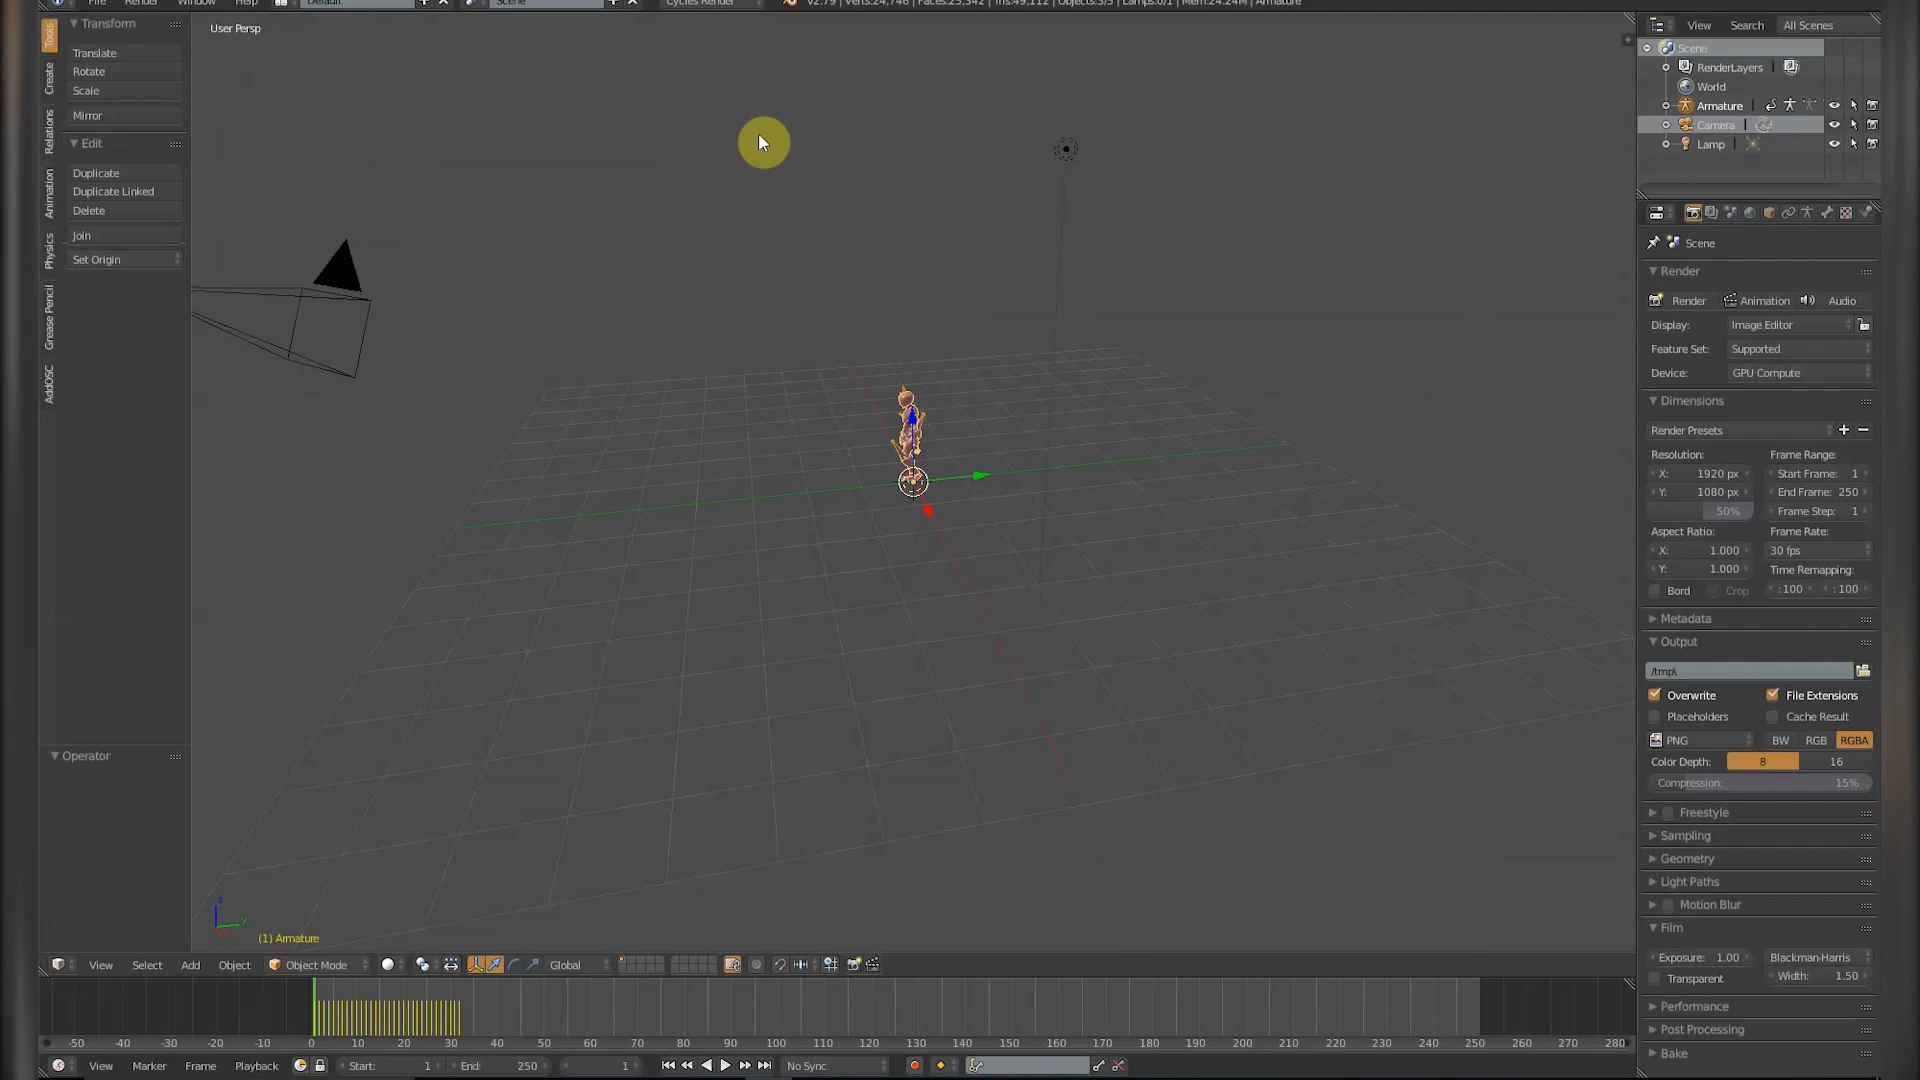 File Render Window Help Default Scene Cycles Render v2.79 | Verts:24,746 | Faces:25,342 | Tris:49,112 | Objects:3/5 | Lamps:0/1 | Mem:24.24M | Armature
Transform
Translate
Rotate
Scale
Mirror
Edit
Duplicate
Duplicate Linked
Delete
Join
Set Origin
Tools
Create
Relations
Animation
Physics
Grease Pencil
AddOSC
Operator
User Persp
(1) Armature
View Select Add Object Object Mode Global
-50 -40 -30 -20 -10 0 10 20 30 40 50 60 70 80 90 100 110 120 130 140 150 160 170 180 190 200 210 220 230 240 250 260 270 280
View Marker Frame Playback Start: 1 End: 250 1 No Sync
View Search All Scenes
Scene
RenderLayers
World
Armature
Camera
Lamp
Scene
Render
Render Animation Audio
Display: Image Editor
Feature Set: Supported
Device: GPU Compute
Dimensions
Render Presets
Resolution: Frame Range:
X: 1920 px Start Frame: 1
Y: 1080 px End Frame: 250
50% Frame Step: 1
Aspect Ratio: Frame Rate:
X: 1.000 30 fps
Y: 1.000 Time Remapping:
Bord Crop :100 :100
Metadata
Output
/tmp\
Overwrite File Extensions
Placeholders Cache Result
PNG BW RGB RGBA
Color Depth: 8 16
Compression: 15%
Freestyle
Sampling
Geometry
Light Paths
Motion Blur
Film
Exposure: 1.00 Blackman-Harris
Transparent Width: 1.50
Performance
Post Processing
Bake